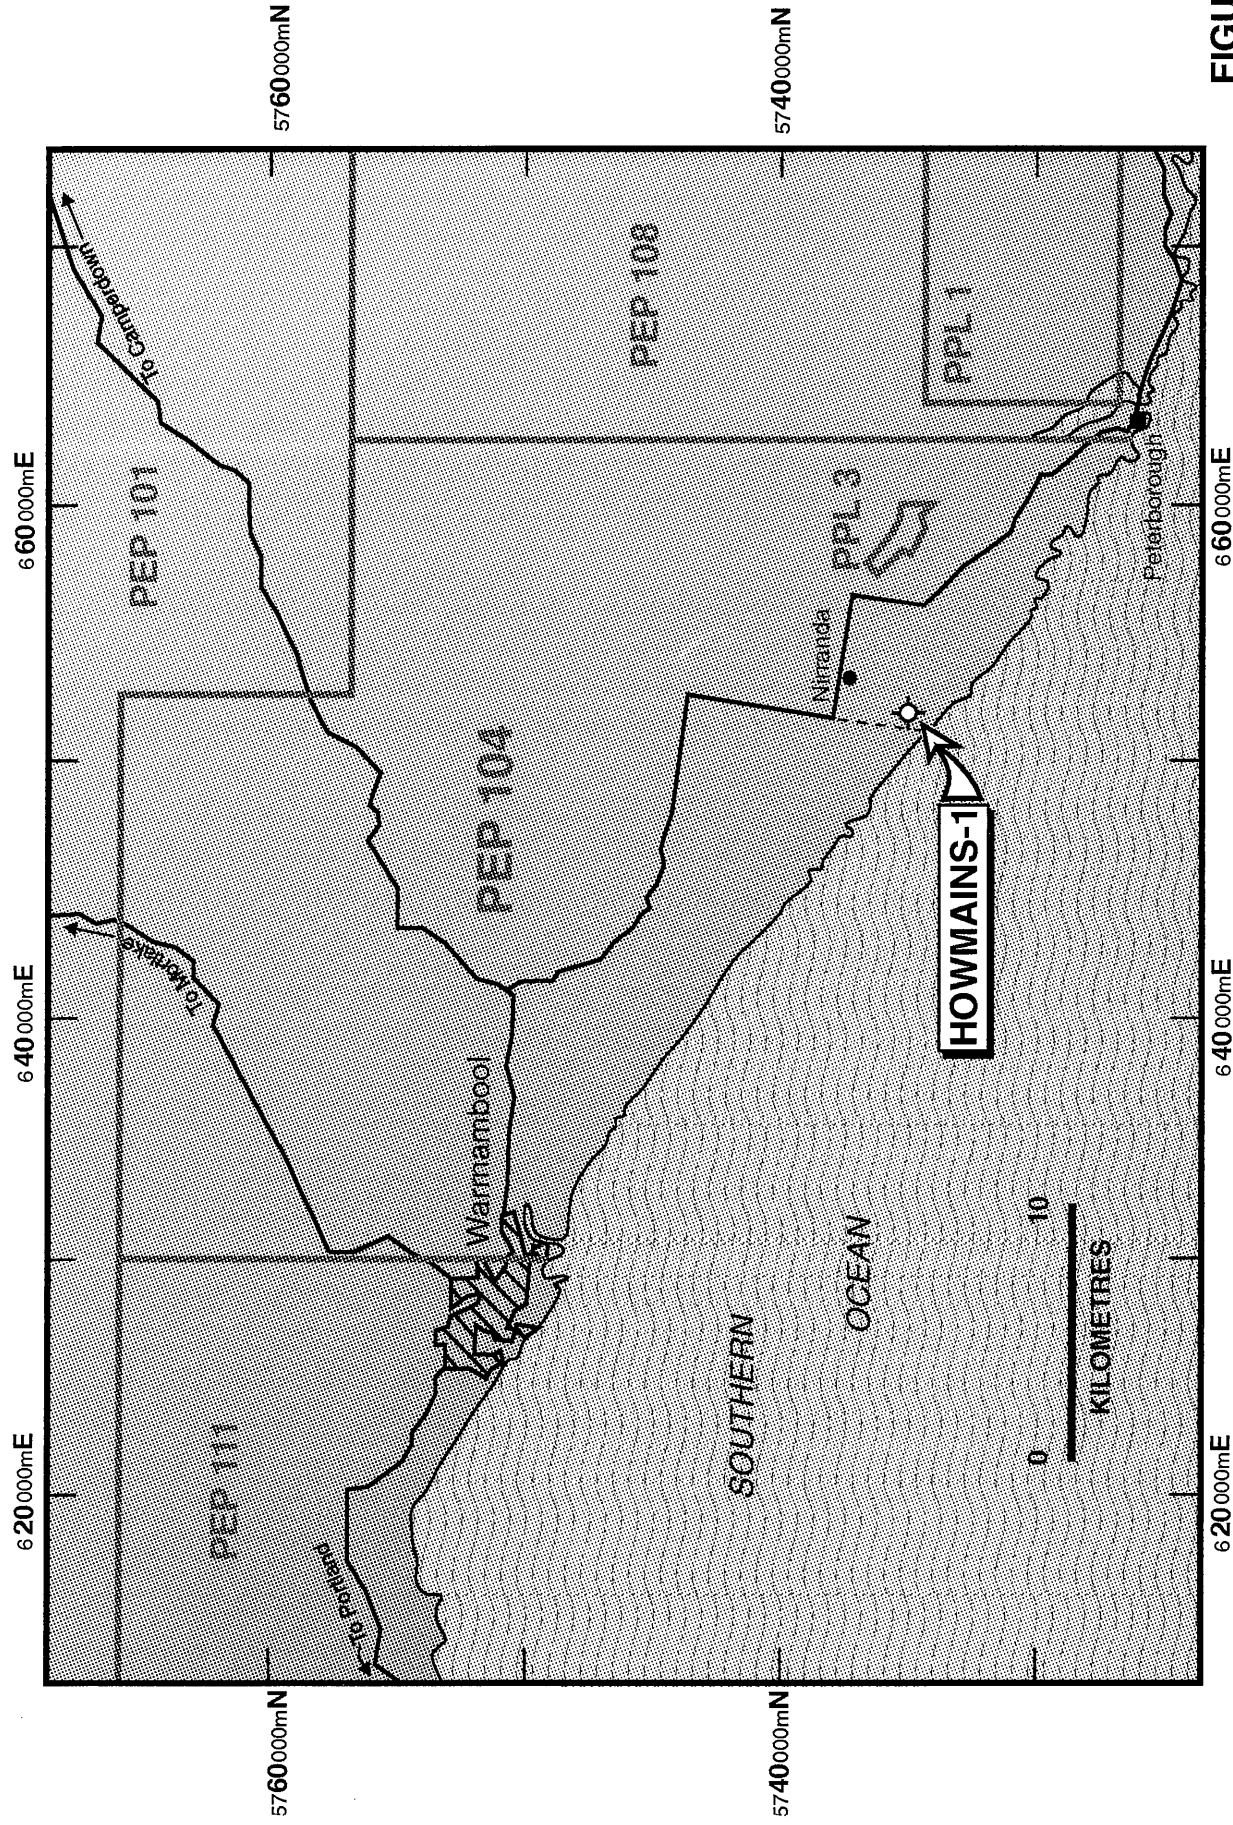 620000mE
640000mE
660000mE
5760000mN
5760000mN
To Mortlake
To Camperdown
PEP 101
PEP 111
To Portland
PEP 104
Warrnambool
PEP 108
SOUTHERN
OCEAN
5740000mN
5740000mN
Nirranda
PPL 3
PPL 1
HOWMAINS-1
0
10
KILOMETRES
Peterborough
620000mE
640000mE
660000mE
FIGU